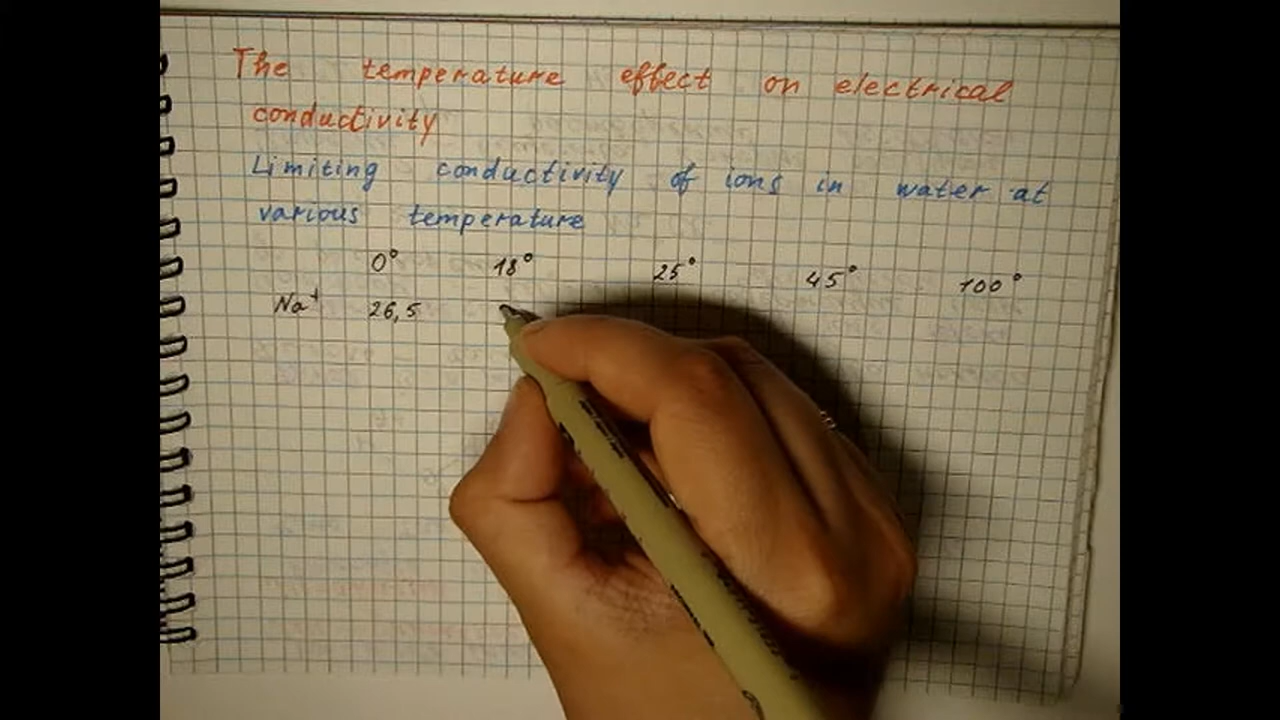 The temperature effect on electrical
conductivity
Limiting conductivity of ions in water at
various temperature
0° 18° 25° 45° 100°
Na⁺ 26,5